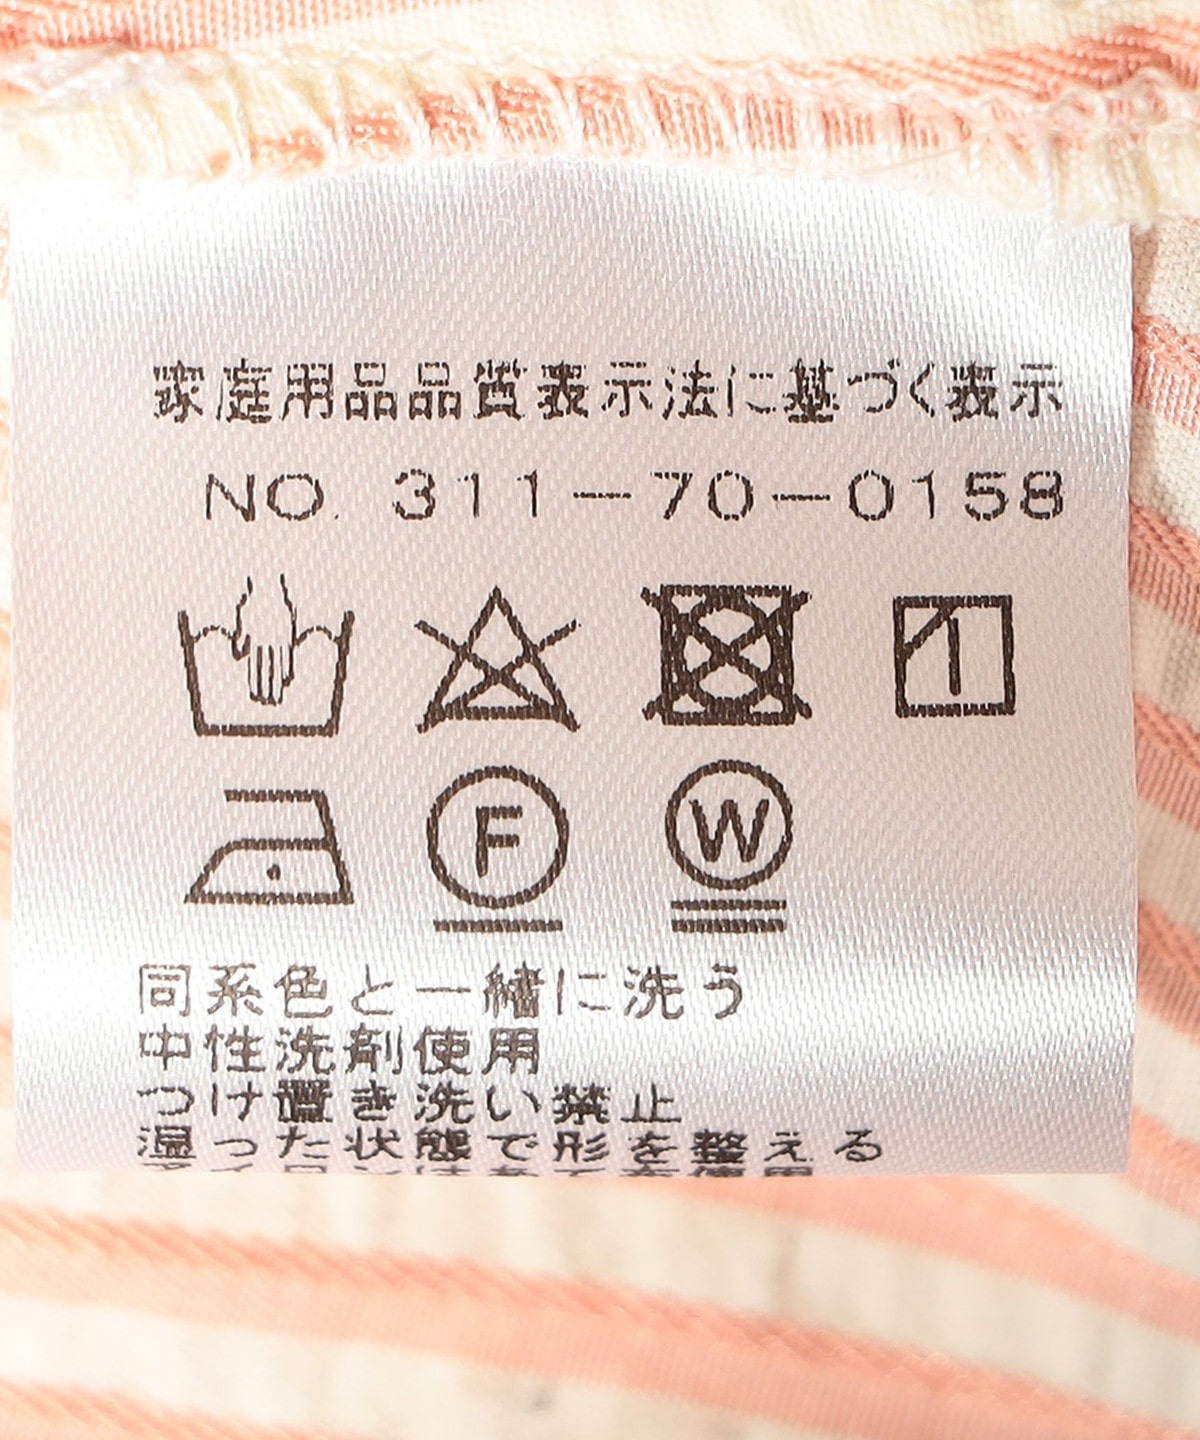 家庭用品品質表示法に基づく表示
NO. 311-70-0158
F W
同系色と一緒に洗う
中性洗剤使用
つけ置き洗い禁止
湿った状態で形を整える